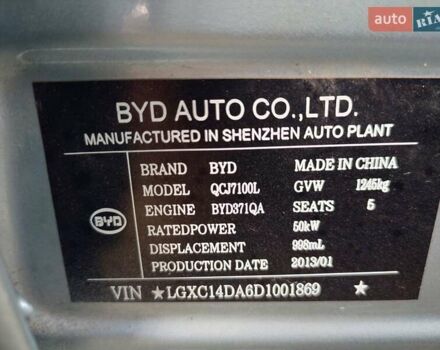 auto RIA
BYD AUTO CO.,LTD.
MANUFACTURED IN SHENZHEN AUTO PLANT
BRAND BYD MADE IN CHINA
MODEL QCJ7100L GVW 1245kg
ENGINE BYD371QA SEATS 5
BYD RATEDPOWER 50kW
DISPLACEMENT 998mL
PRODUCTION DATE 2013/01
VIN ★LGXC14DA6D1001869★